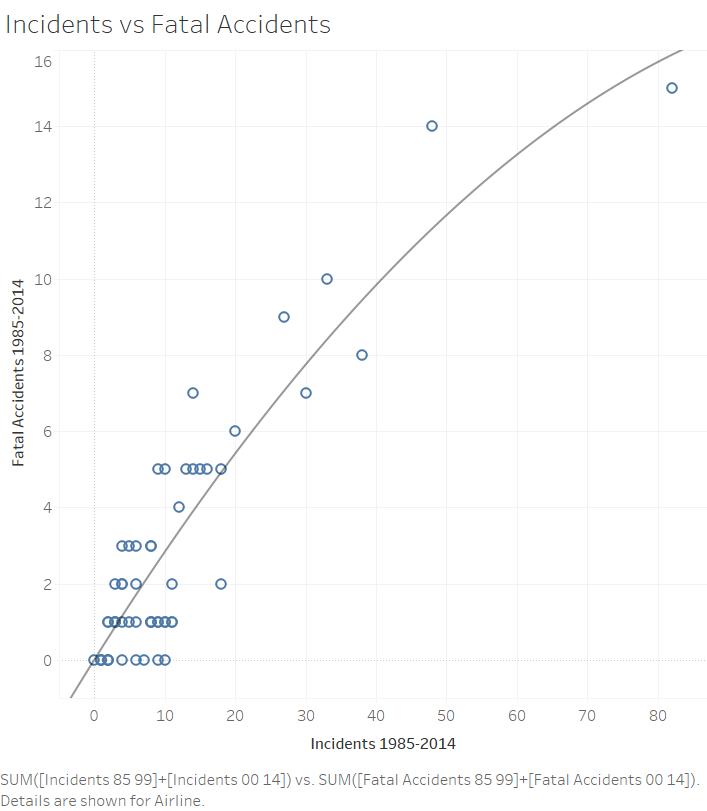 Incidents vs Fatal Accidents
16
14
12
10
8
6
4
2
0
Fatal Accidents 1985-2014
0 10 20 30 40 50 60 70 80
Incidents 1985-2014
SUM([Incidents 85 99]+[Incidents 00 14]) vs. SUM([Fatal Accidents 85 99]+[Fatal Accidents 00 14]).
Details are shown for Airline.